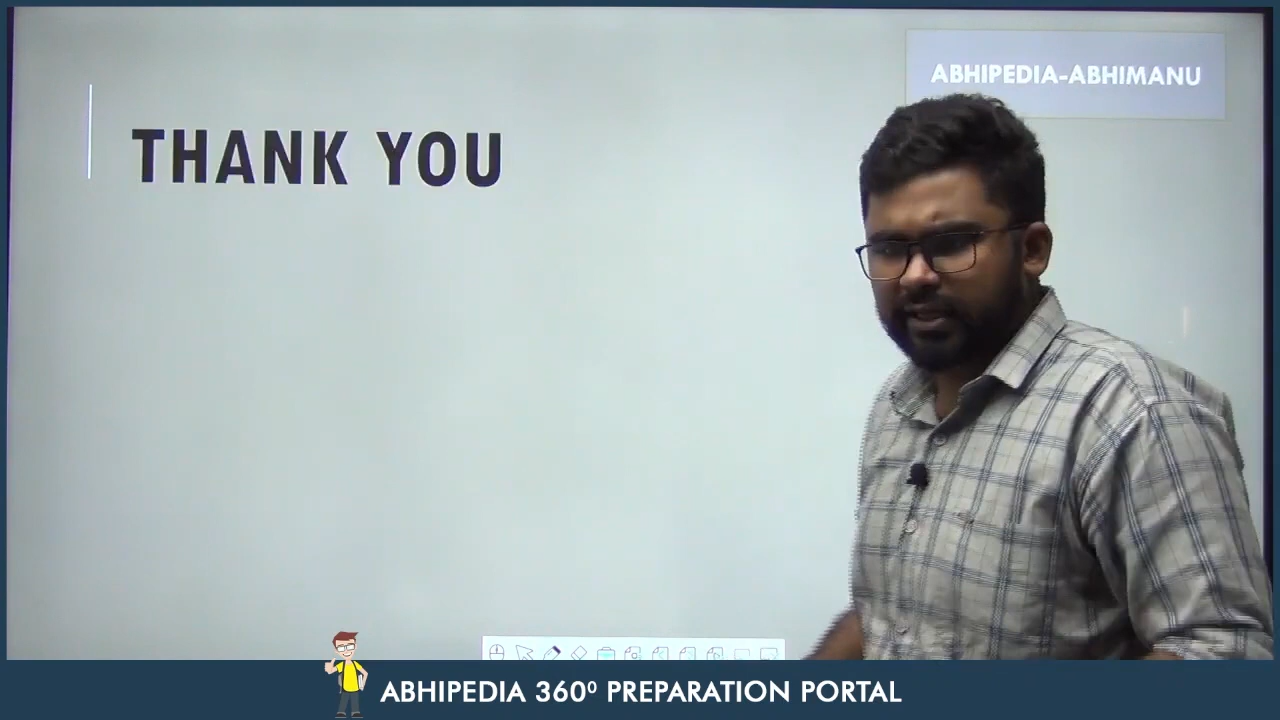 ABHIPEDIA-ABHIMANU
THANK YOU
ABHIPEDIA 360⁰ PREPARATION PORTAL